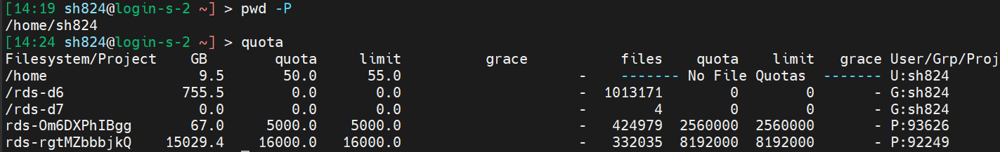 [14:19 sh824@login-s-2 ~] > pwd -P
/home/sh824
[14:24 sh824@login-s-2 ~] > quota
Filesystem/Project    GB        quota     limit          grace           files    quota    limit    grace User/Grp/Proj
/home                 9.5       50.0      55.0                     -    ------- No File Quotas  ------- U:sh824
/rds-d6             755.5        0.0       0.0                     -  1013171        0        0        - G:sh824
/rds-d7               0.0        0.0       0.0                     -        4        0        0        - G:sh824
rds-Om6DXPhIBgg      67.0     5000.0    5000.0                     -   424979  2560000  2560000        - P:93626
rds-rgtMZbbbjkQ   15029.4    16000.0   16000.0                     -   332035  8192000  8192000        - P:92249